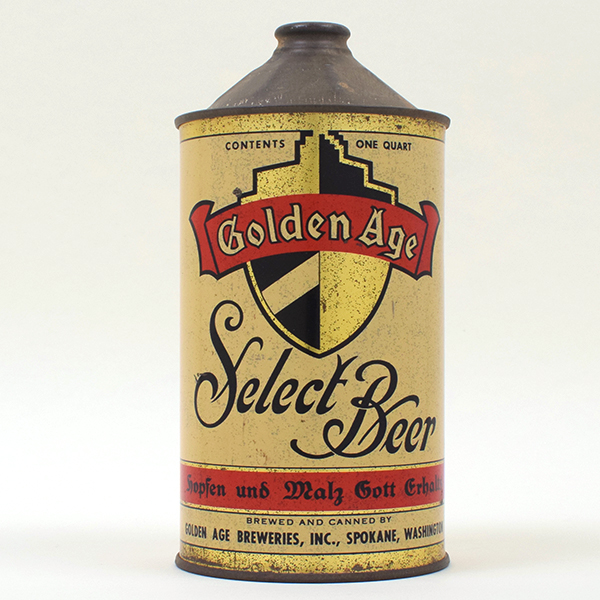 CONTENTS ONE QUART
Golden Age
Select Beer
Hopfen und Malz Gott Erhalt
BREWED AND CANNED BY
GOLDEN AGE BREWERIES, INC., SPOKANE, WASHINGTON